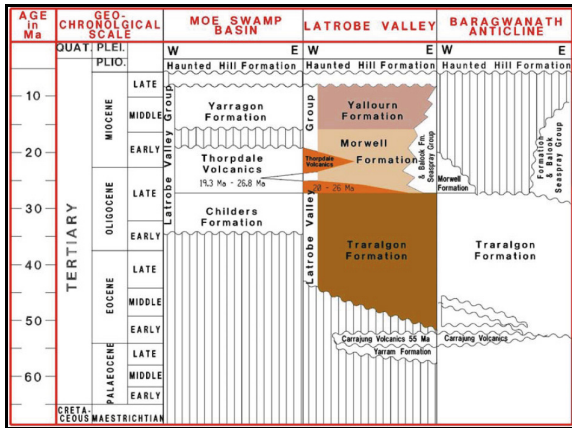 AGE in Ma
GEO-CHRONOLGICAL SCALE
MOE SWAMP BASIN
LATROBE VALLEY
BARAGWANATH ANTICLINE
QUAT.
PLEI.
PLIO.
W E
W E
W E
Haunted Hill Formation
Haunted Hill Formation
Haunted Hill Formation
10
20
30
40
50
60
TERTIARY
MIOCENE
LATE
MIDDLE
EARLY
OLIGOCENE
LATE
EARLY
EOCENE
LATE
MIDDLE
EARLY
PALAEOCENE
LATE
MIDDLE
EARLY
CRETA-
CEOUS
MAESTRICHTIAN
Latrobe Valley Group
Yarragon
Formation
Thorpdale
Volcanics
19.3 Ma - 26.8 Ma
Childers
Formation
Latrobe Valley Group
Yallourn
Formation
Morwell
Formation
Thorpdale
Volcanics
20 - 26 Ma
& Balook Fm.
Seaspray Group
Traralgon
Formation
Carrajung Volcanics 55 Ma
Yarram Formation
Morwell
Formation
Formation
& Balook
Seaspray Group
Traralgon
Formation
Carrajung Volcanics